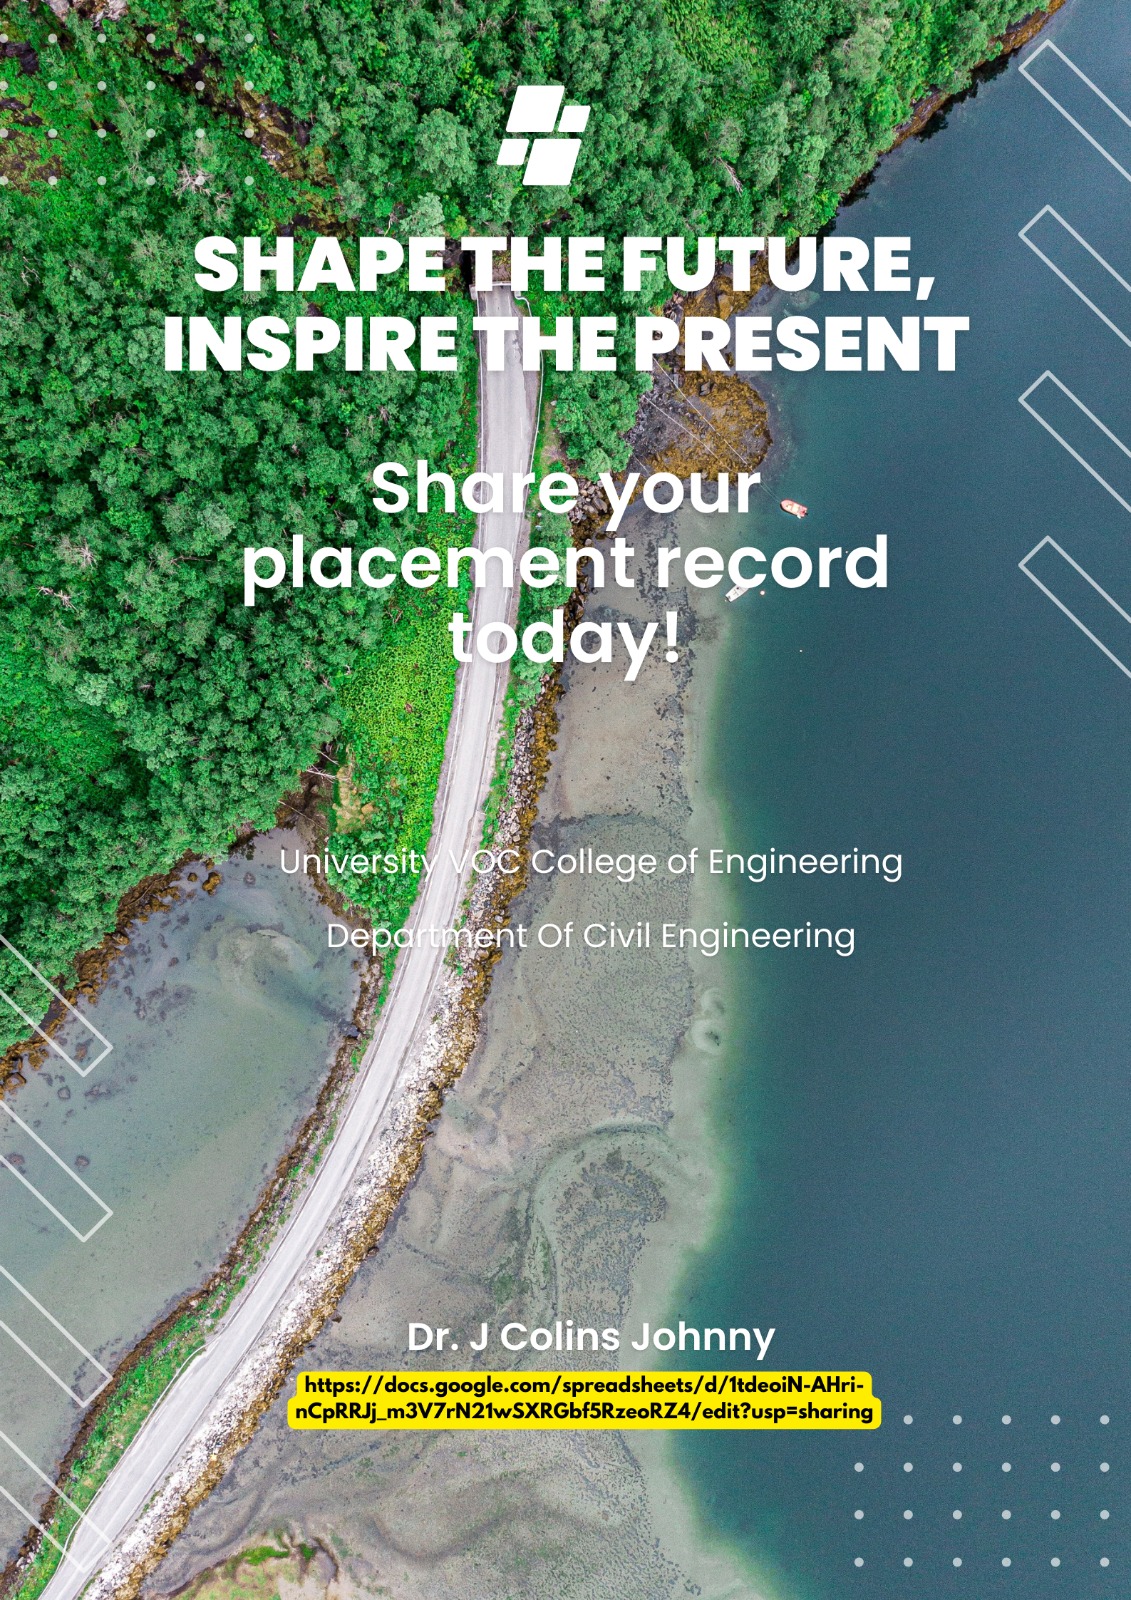 SHAPE THE FUTURE,
INSPIRE THE PRESENT
Share your
placement record
today!
University VOC College of Engineering
Department Of Civil Engineering
Dr. J Colins Johnny
https://docs.google.com/spreadsheets/d/1tdeoiN-AHri-
nCpRRJj_m3V7rN21wSXRGbf5RzeoRZ4/edit?usp=sharing